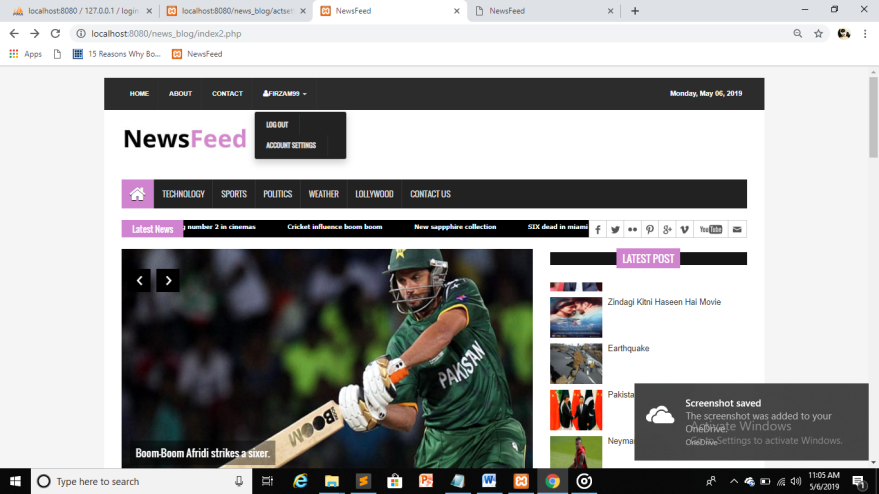 localhost:8080 / 127.0.0.1 / login
localhost:8080/news_blog/actset
NewsFeed
NewsFeed
localhost:8080/news_blog/index2.php
Apps
15 Reasons Why Bo...
NewsFeed
HOME
ABOUT
CONTACT
FIRZAM99
Monday, May 06, 2019
LOG OUT
ACCOUNT SETTINGS
NewsFeed
TECHNOLOGY
SPORTS
POLITICS
WEATHER
LOLLYWOOD
CONTACT US
Latest News
g number 2 in cinemas
Cricket influence boom boom
New sappphire collection
SIX dead in miami
You Tube
LATEST POST
Zindagi Kitni Haseen Hai Movie
Earthquake
Pakista
Neymar
PAKISTAN
Boom-Boom Afridi strikes a sixer.
Screenshot saved
The screenshot was added to your
OneDrive.
OneDrive
Activate Windows
Go to Settings to activate Windows.
Type here to search
11:05 AM
5/6/2019
1